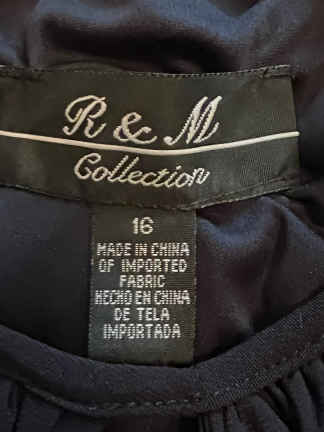 R & M
Collection
16
MADE IN CHINA
OF IMPORTED
FABRIC
HECHO EN CHINA
DE TELA
IMPORTADA